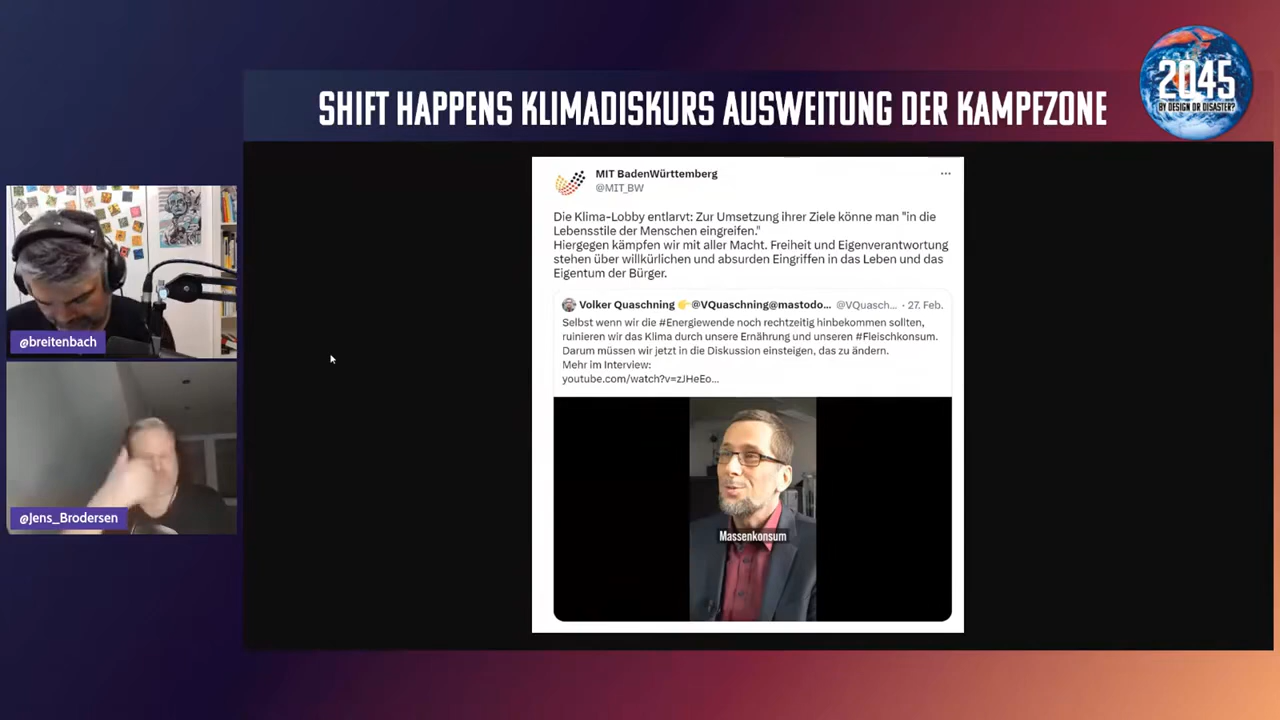 SHIFT HAPPENS KLIMADISKURS AUSWEITUNG DER KAMPFZONE
2045
BY DESIGN OR DISASTER?
MIT BadenWürttemberg
@MIT_BW
Die Klima-Lobby entlarvt: Zur Umsetzung ihrer Ziele könne man "in die
Lebensstile der Menschen eingreifen."
Hiergegen kämpfen wir mit aller Macht. Freiheit und Eigenverantwortung
stehen über willkürlichen und absurden Eingriffen in das Leben und das
Eigentum der Bürger.
Volker Quaschning 👉@VQuaschning@mastodo... @VQuasch... · 27. Feb.
Selbst wenn wir die #Energiewende noch rechtzeitig hinbekommen sollten,
ruinieren wir das Klima durch unsere Ernährung und unseren #Fleischkonsum.
Darum müssen wir jetzt in die Diskussion einsteigen, das zu ändern.
Mehr im Interview:
youtube.com/watch?v=zJHeEo...
Massenkonsum
@breitenbach
@Jens_Brodersen